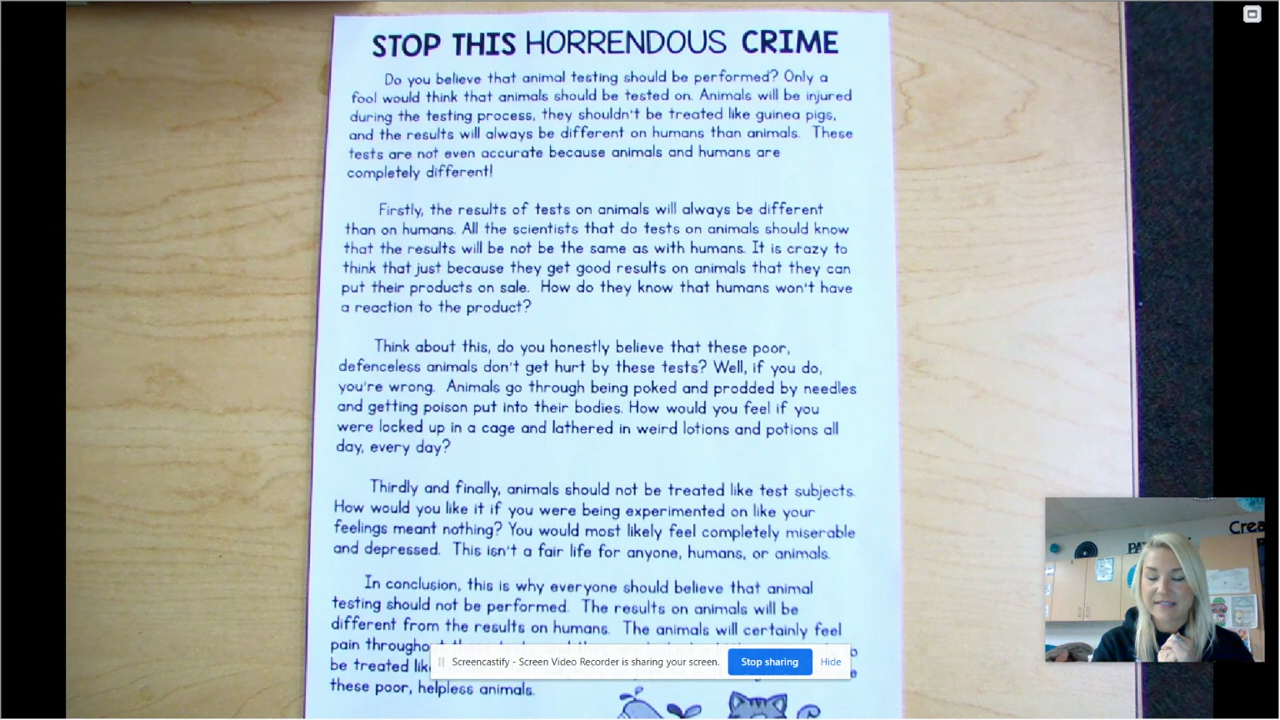 STOP THIS HORRENDOUS CRIME
Do you believe that animal testing should be performed? Only a
fool would think that animals should be tested on. Animals will be injured
during the testing process, they shouldn't be treated like guinea pigs,
and the results will always be different on humans than animals. These
tests are not even accurate because animals and humans are
completely different!
Firstly, the results of tests on animals will always be different
than on humans. All the scientists that do tests on animals should know
that the results will be not be the same as with humans. It is crazy to
think that just because they get good results on animals that they can
put their products on sale. How do they know that humans won't have
a reaction to the product?
Think about this, do you honestly believe that these poor,
defenceless animals don't get hurt by these tests? Well, if you do,
you're wrong. Animals go through being poked and prodded by needles
and getting poison put into their bodies. How would you feel if you
were locked up in a cage and lathered in weird lotions and potions all
day, every day?
Thirdly and finally, animals should not be treated like test subjects.
How would you like it if you were being experimented on like your
feelings meant nothing? You would most likely feel completely miserable
and depressed. This isn't a fair life for anyone, humans, or animals.
In conclusion, this is why everyone should believe that animal
testing should not be performed. The results on animals will be
different from the results on humans. The animals will certainly feel
pain
be treated
these poor, helpless animals.
Screencastify - Screen Video Recorder is sharing your screen.
Stop sharing
Hide
Crea